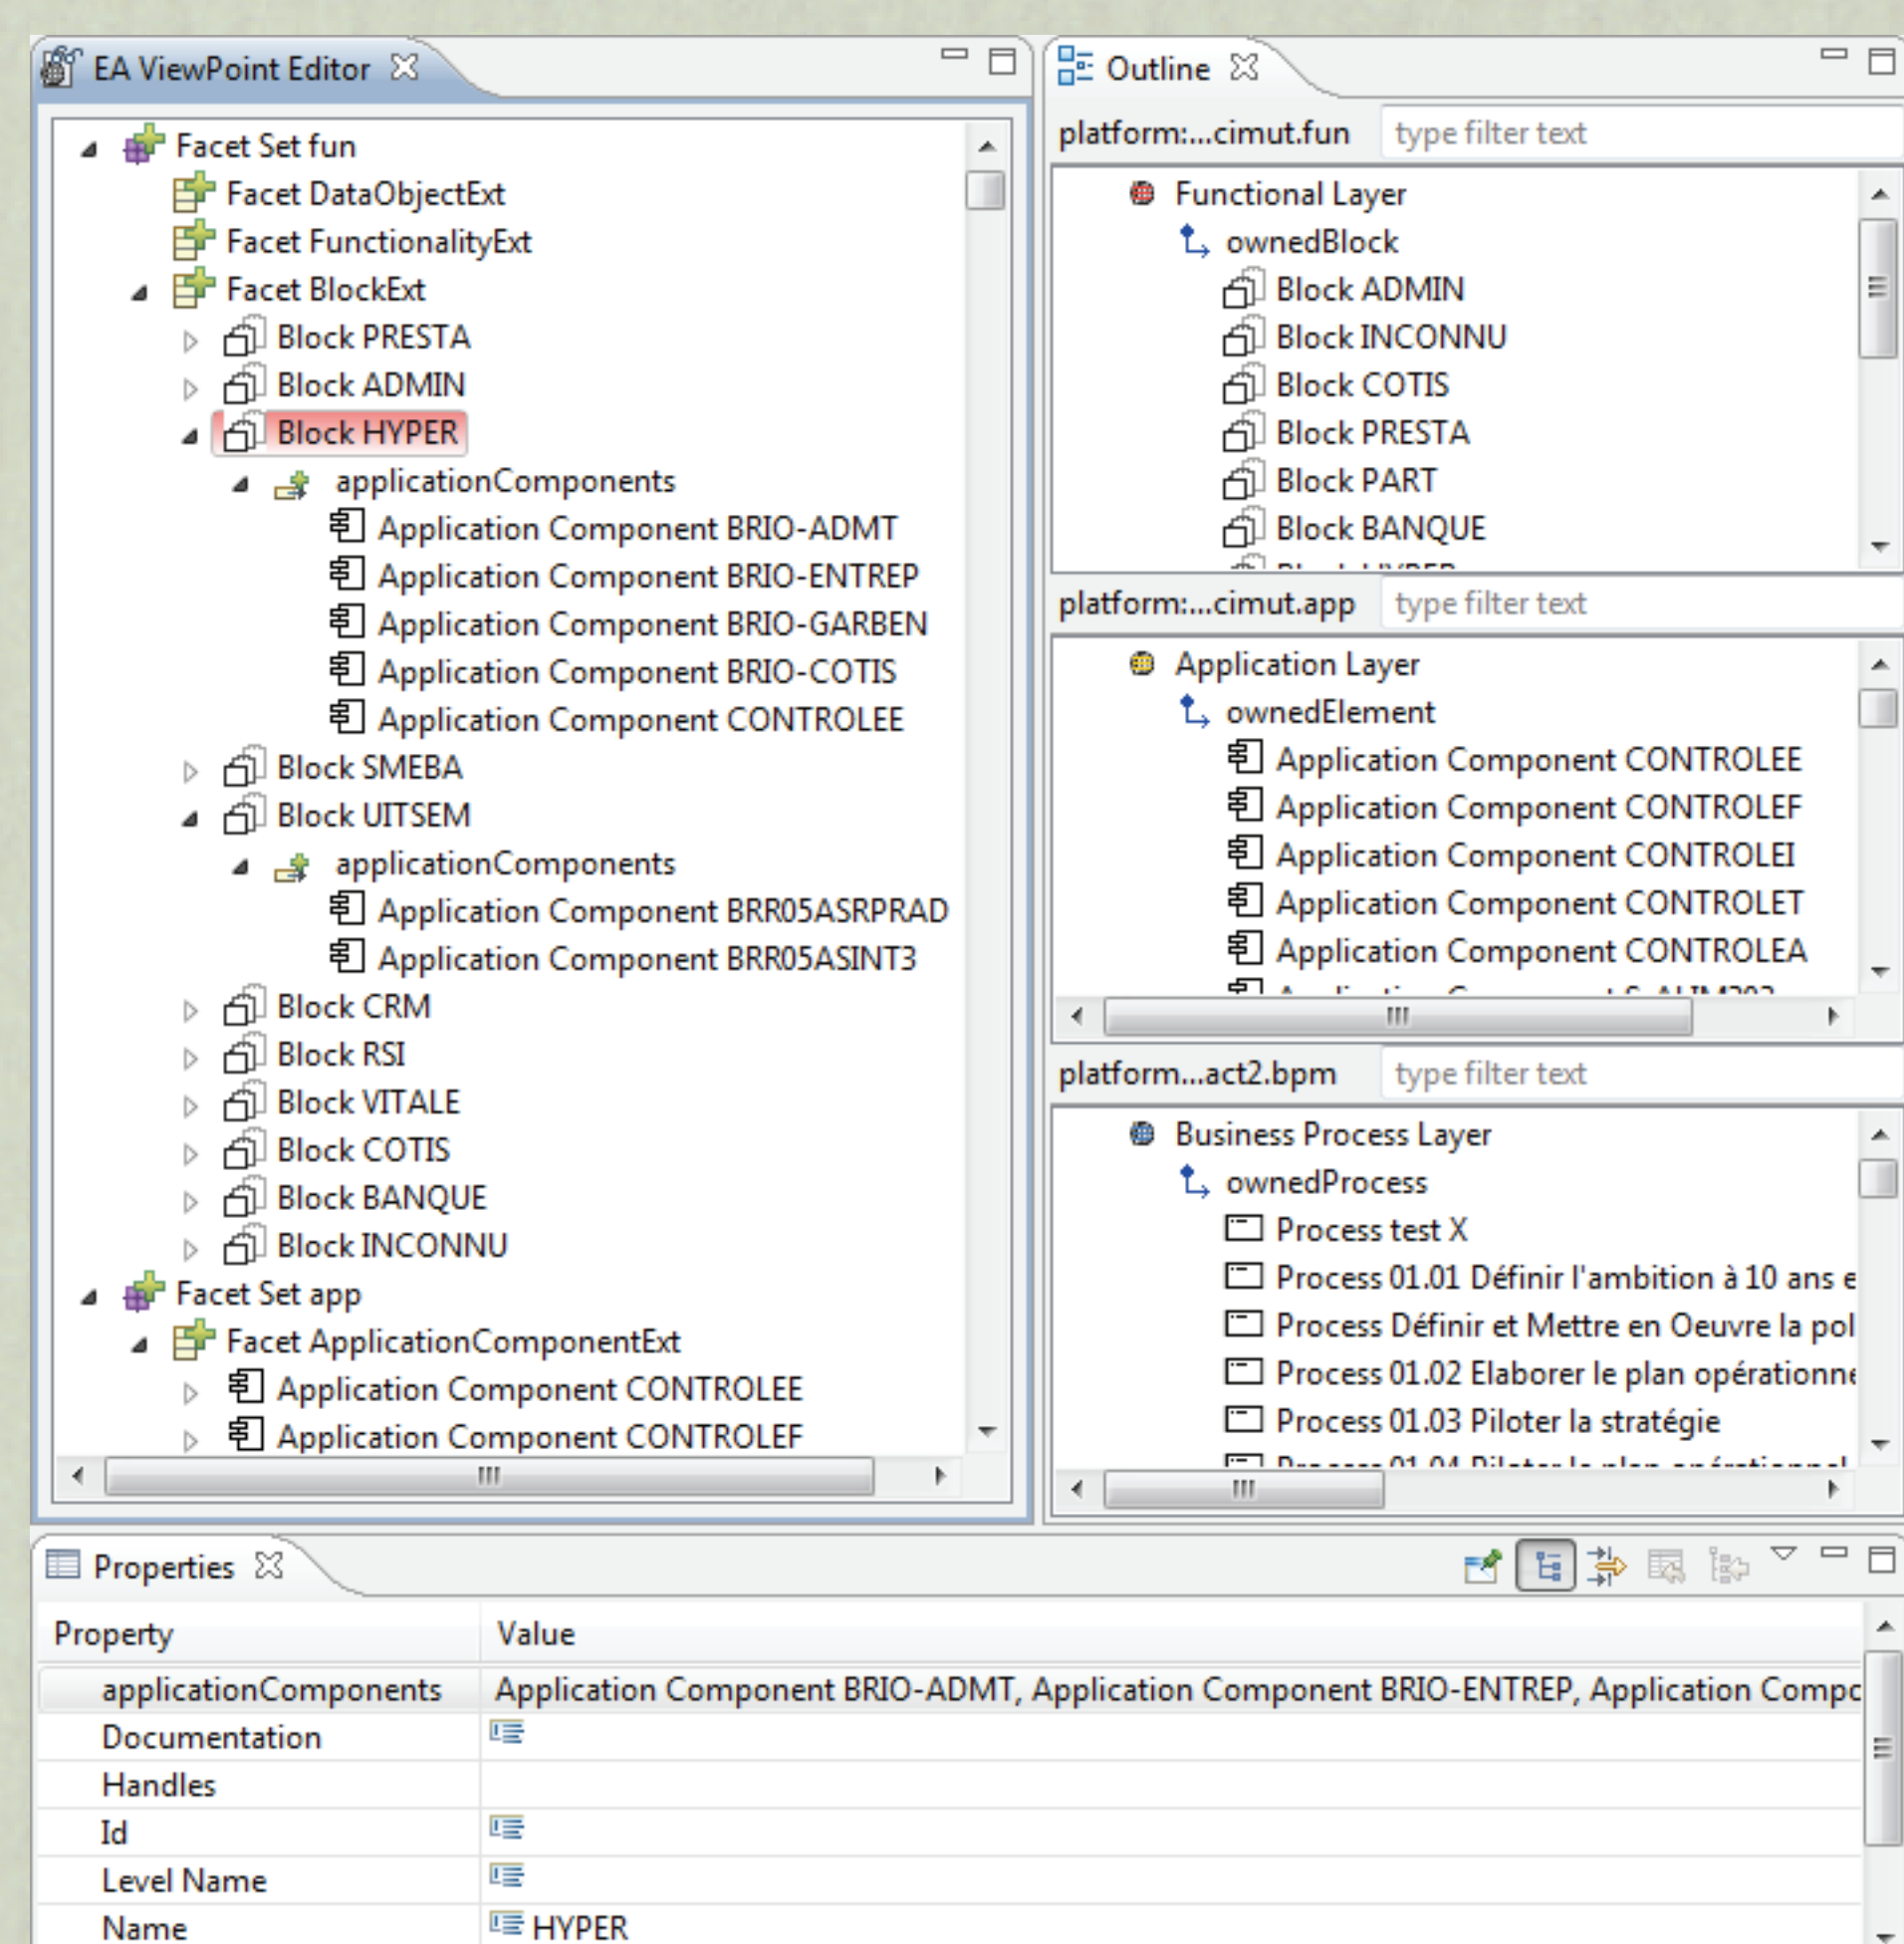 EA ViewPoint Editor
Facet Set fun
Facet DataObjectExt
Facet FunctionalityExt
Facet BlockExt
Block PRESTA
Block ADMIN
Block HYPER
applicationComponents
Application Component BRIO-ADMT
Application Component BRIO-ENTREP
Application Component BRIO-GARBEN
Application Component BRIO-COTIS
Application Component CONTROLEE
Block SMEBA
Block UITSEM
applicationComponents
Application Component BRR05ASRPRAD
Application Component BRR05ASINT3
Block CRM
Block RSI
Block VITALE
Block COTIS
Block BANQUE
Block INCONNU
Facet Set app
Facet ApplicationComponentExt
Application Component CONTROLEE
Application Component CONTROLEF
Outline
platform:...cimut.fun type filter text
Functional Layer
ownedBlock
Block ADMIN
Block INCONNU
Block COTIS
Block PRESTA
Block PART
Block BANQUE
platform:...cimut.app type filter text
Application Layer
ownedElement
Application Component CONTROLEE
Application Component CONTROLEF
Application Component CONTROLEI
Application Component CONTROLET
Application Component CONTROLEA
platform...act2.bpm type filter text
Business Process Layer
ownedProcess
Process test X
Process 01.01 Définir l'ambition à 10 ans e
Process Définir et Mettre en Oeuvre la pol
Process 01.02 Elaborer le plan opérationne
Process 01.03 Piloter la stratégie
Properties
Property Value
applicationComponents Application Component BRIO-ADMT, Application Component BRIO-ENTREP, Application Compo
Documentation
Handles
Id
Level Name
Name HYPER